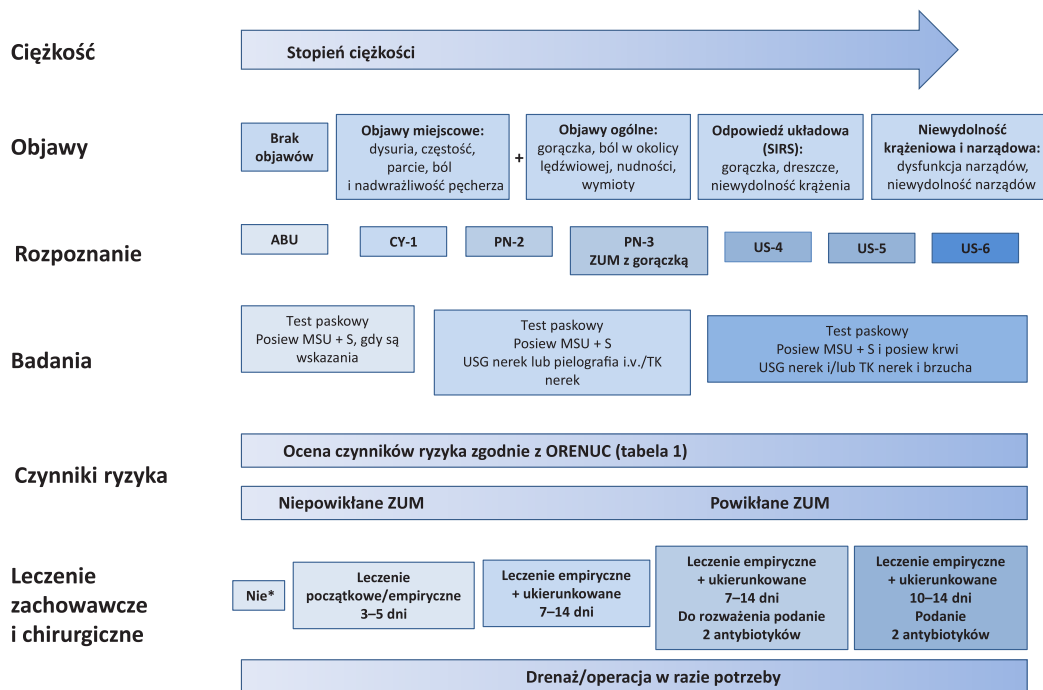 Ciężkość
Stopień ciężkości
Objawy
Brak
objawów
Objawy miejscowe:
dysuria, częstość,
parcie, ból
i nadwrażliwość pęcherza
+
Objawy ogólne:
gorączka, ból w okolicy
lędźwiowej, nudności,
wymioty
Odpowiedź układowa
(SIRS):
gorączka, dreszcze,
niewydolność krążenia
Niewydolność
krążeniowa i narządowa:
dysfunkcja narządów,
niewydolność narządów
Rozpoznanie
ABU
CY-1
PN-2
PN-3
ZUM z gorączką
US-4
US-5
US-6
Badania
Test paskowy
Posiew MSU + S, gdy są
wskazania
Test paskowy
Posiew MSU + S
USG nerek lub pielografia i.v./TK
nerek
Test paskowy
Posiew MSU + S i posiew krwi
USG nerek i/lub TK nerek i brzucha
Czynniki ryzyka
Ocena czynników ryzyka zgodnie z ORENUC (tabela 1)
Niepowikłane ZUM
Powikłane ZUM
Leczenie
zachowawcze
i chirurgiczne
Nie*
Leczenie
początkowe/empiryczne
3–5 dni
Leczenie empiryczne
+ ukierunkowane
7–14 dni
Leczenie empiryczne
+ ukierunkowane
7–14 dni
Do rozważenia podanie
2 antybiotyków
Leczenie empiryczne
+ ukierunkowane
10–14 dni
Podanie
2 antybiotyków
Drenaż/operacja w razie potrzeby